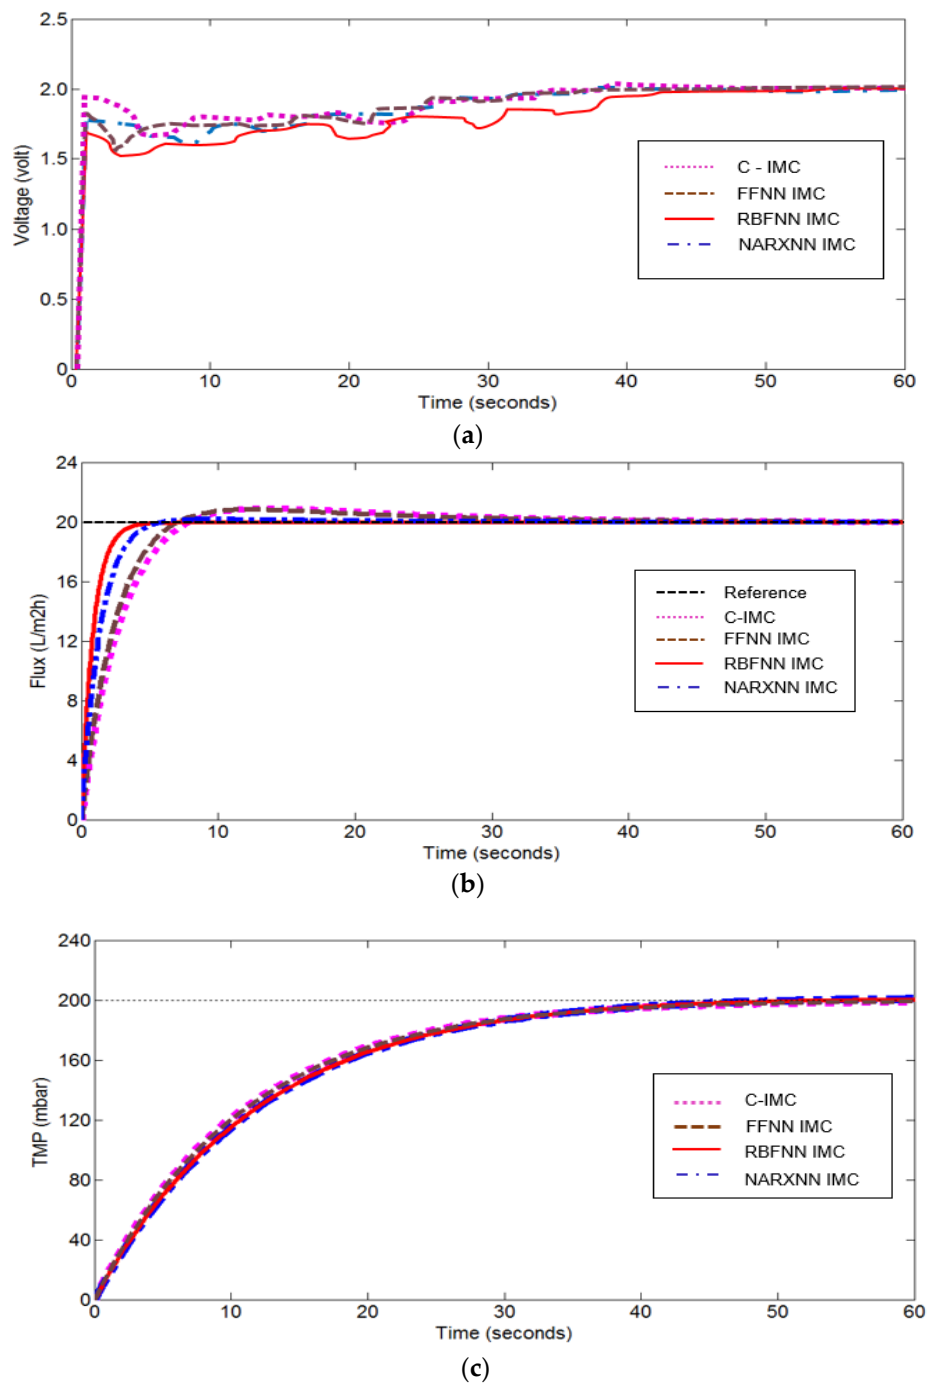 2.5
2.0
1.5
1.0
0.5
0
Voltage (volt)
C - IMC
FFNN IMC
RBFNN IMC
NARXNN IMC
0 10 20 30 40 50 60
Time (seconds)
(a)
24
20
16
12
8
4
0
Flux (L/m2h)
Reference
C-IMC
FFNN IMC
RBFNN IMC
NARXNN IMC
0 10 20 30 40 50 60
Time (seconds)
(b)
240
200
160
120
80
40
0
TMP (mbar)
C-IMC
FFNN IMC
RBFNN IMC
NARXNN IMC
0 10 20 30 40 50 60
Time (seconds)
(c)